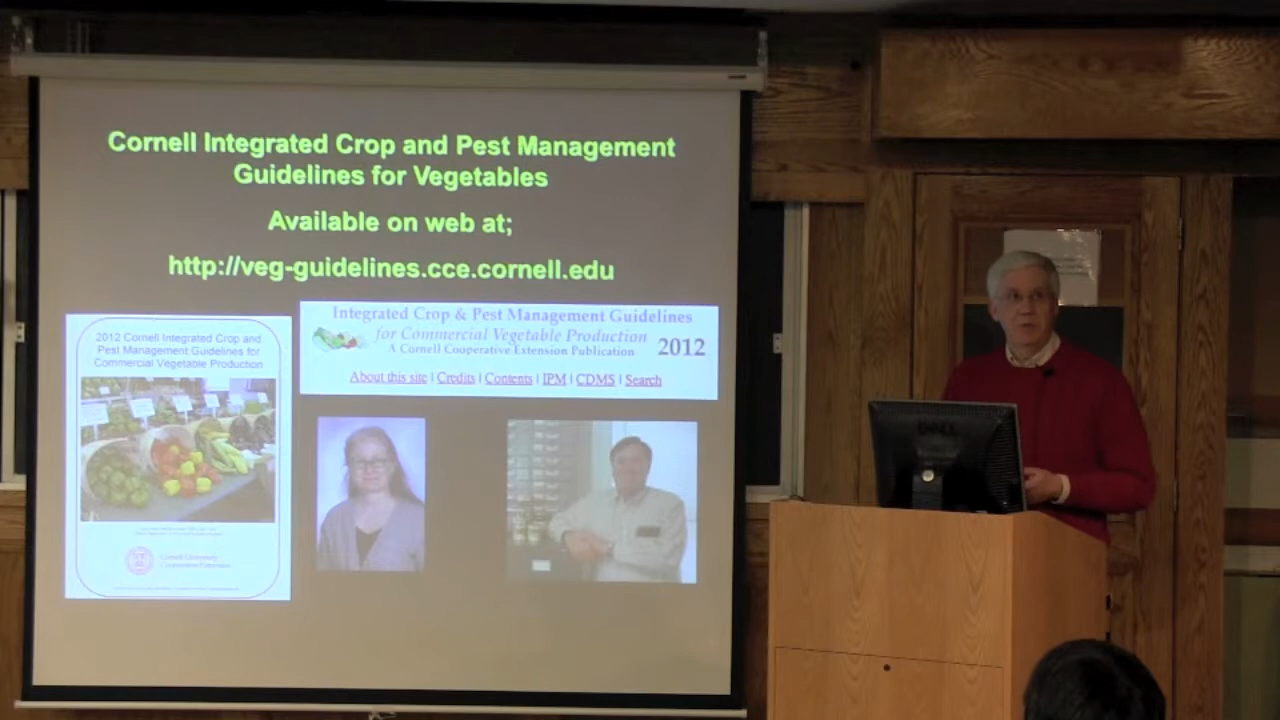 Cornell Integrated Crop and Pest Management
Guidelines for Vegetables
Available on web at;
http://veg-guidelines.cce.cornell.edu
2012 Cornell Integrated Crop and
Pest Management Guidelines for
Commercial Vegetable Production
Cornell University
Cooperative Extension
Integrated Crop & Pest Management Guidelines
for Commercial Vegetable Production
A Cornell Cooperative Extension Publication
2012
About this site | Credits | Contents | IPM | CDMS | Search
DELL